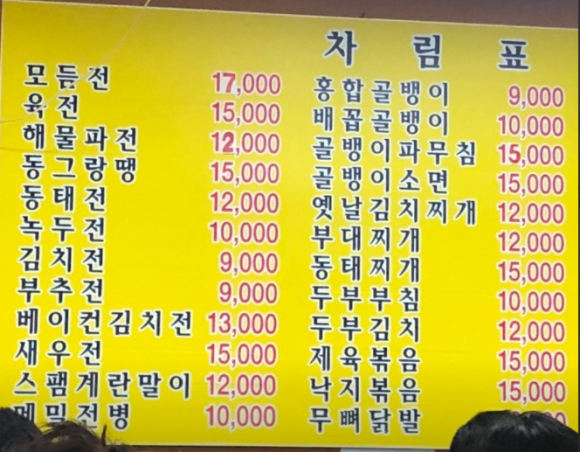 차림표
모듬전 17,000
육전 15,000
해물파전 12,000
동그랑땡 15,000
동태전 12,000
녹두전 10,000
김치전 9,000
부추전 9,000
베이컨김치전 13,000
새우전 15,000
스팸계란말이 12,000
메밀전병 10,000
홍합골뱅이 9,000
배꼽골뱅이 10,000
골뱅이파무침 15,000
골뱅이소면 15,000
옛날김치찌개 12,000
부대찌개 12,000
동태찌개 15,000
두부부침 10,000
두부김치 12,000
제육볶음 15,000
낙지볶음 15,000
무뼈닭발